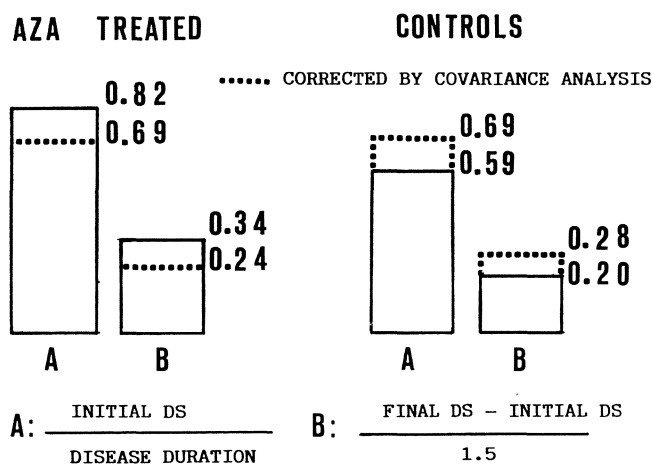 AZA TREATED
CONTROLS
CORRECTED BY COVARIANCE ANALYSIS
0.82
0.69
0.34
0.24
0.69
0.59
0.28
0.20
A
B
A
B
A: INITIAL DS
DISEASE DURATION
B: FINAL DS - INITIAL DS
1.5